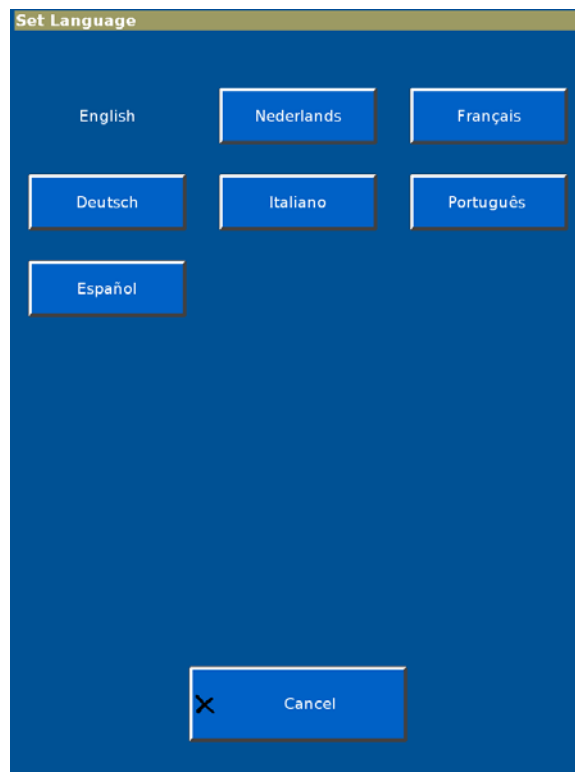 Set Language
English Nederlands Français
Deutsch Italiano Português
Español
Cancel